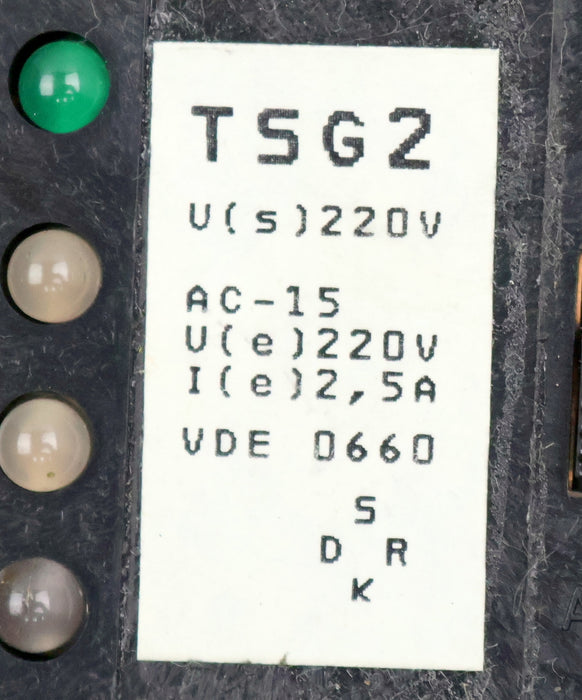 TSG2
U(s)220V
AC-15
U(e)220V
I(e)2,5A
VDE 0660
S
D R
K